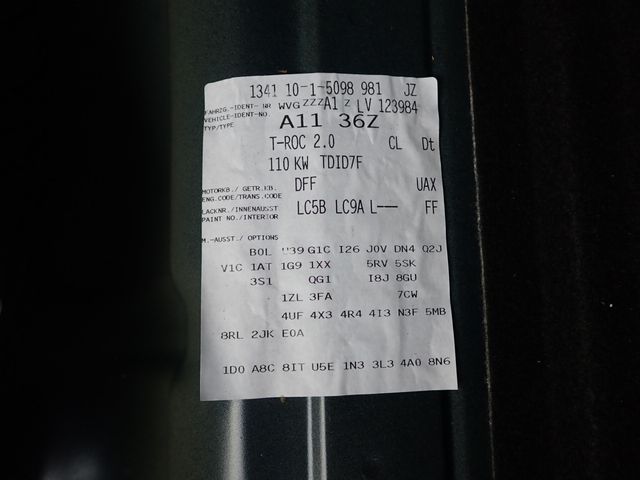 1341 10-1-5098 981 JZ
FAHRZG.-IDENT-NR WVG ZZZ A1 Z LV 123984
VEHICLE-IDENT-NO.
TYP/TYPE A11 36Z
T-ROC 2.0 CL Dt
110 KW TDID7F
MOTORKB./ GETR.KB. DFF UAX
ENG.CODE/TRANS.CODE
LACKNR./INNENAUSST LC5B LC9A L--- FF
PAINT NO./INTERIOR
M.-AUSST./ OPTIONS
B0L G1C I26 J0V DN4 Q2J
V1C 1AT 1G9 1XX 5RV 5SK
3S1 QG1 I8J 8GU
1ZL 3FA 7CW
4UF 4X3 4R4 4I3 N3F 5MB
8RL 2JK E0A
1D0 A8C 8IT U5E 1N3 3L3 4A0 8N6